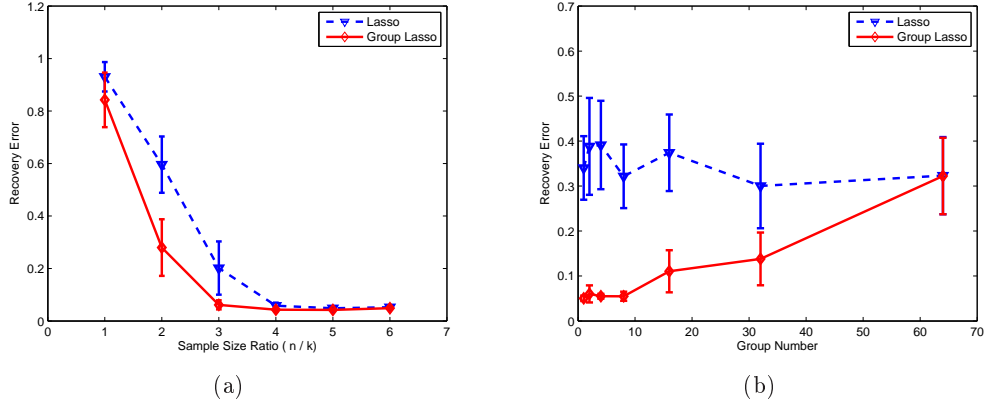 1.2
1
0.8
0.6
0.4
0.2
0
Recovery Error
0 1 2 3 4 5 6 7
Sample Size Ratio ( n / k)
Lasso
Group Lasso
(a)
0.7
0.6
0.5
0.4
0.3
0.2
0.1
0
Recovery Error
0 10 20 30 40 50 60 70
Group Number
Lasso
Group Lasso
(b)